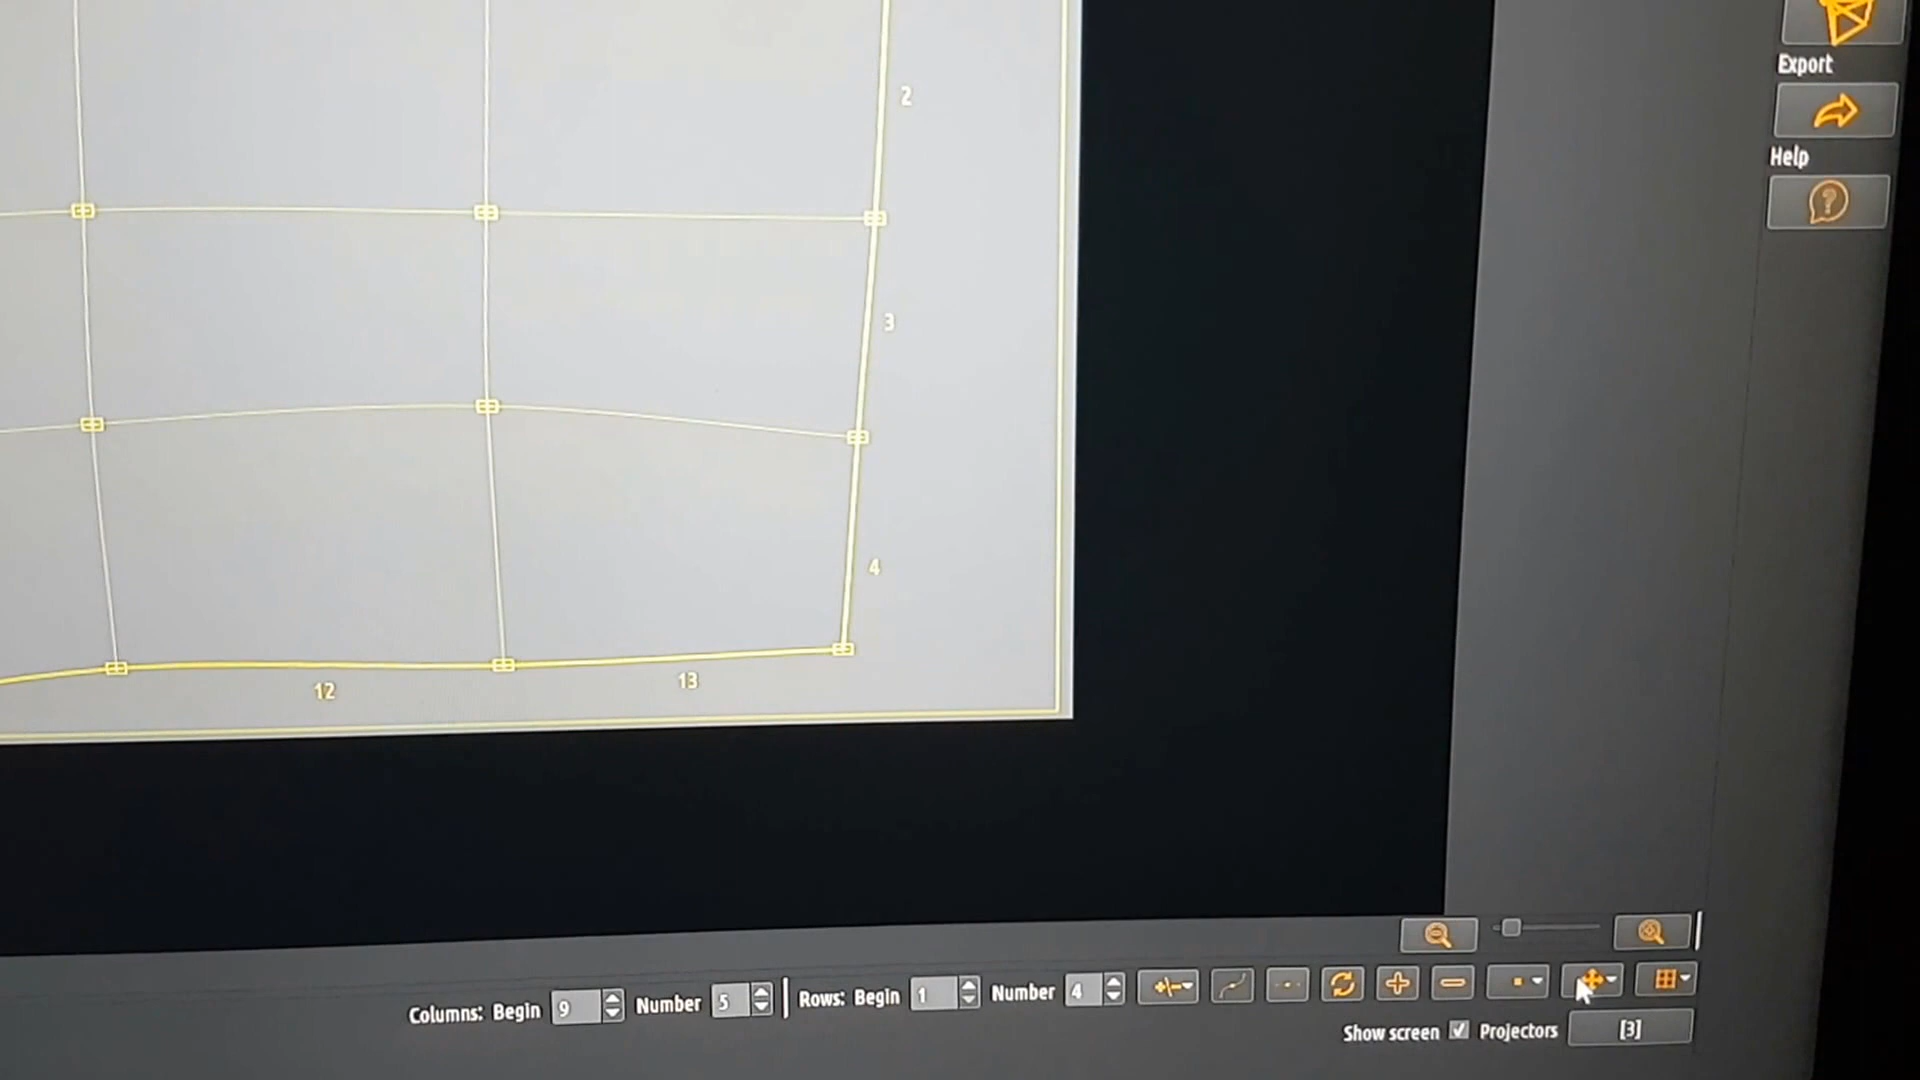 Export
2
Help
3
4
12
13
Columns: Begin 9 Number 5 Rows: Begin 1 Number 4
Show screen Projectors [3]